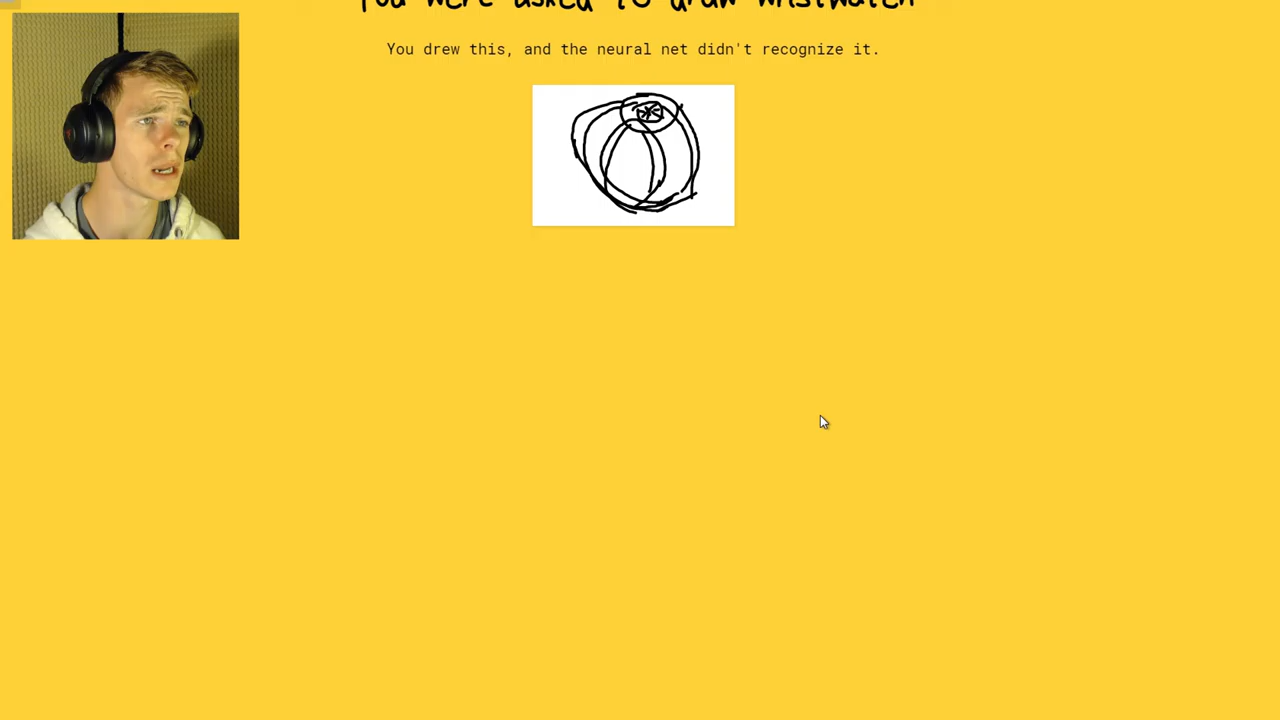 You were asked to draw wristwatch
You drew this, and the neural net didn't recognize it.